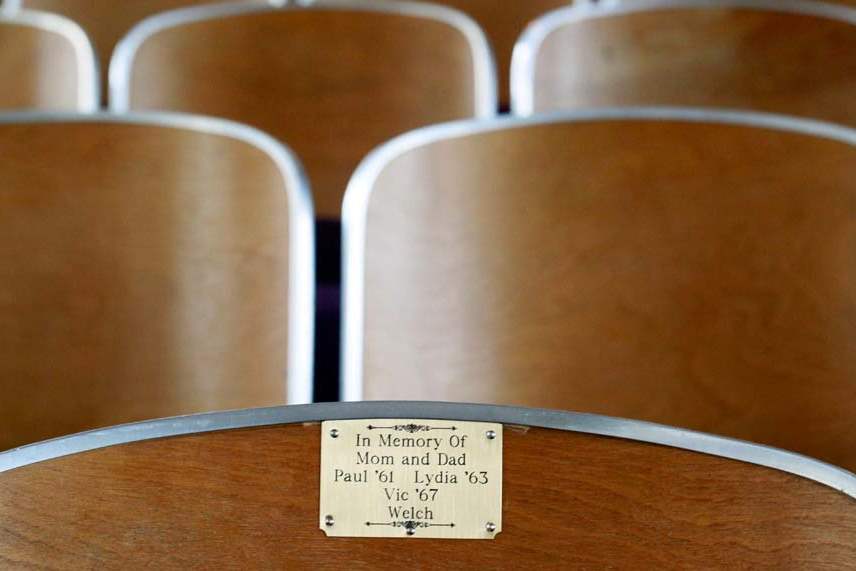 In Memory Of
Mom and Dad
Paul '61 Lydia '63
Vic '67
Welch